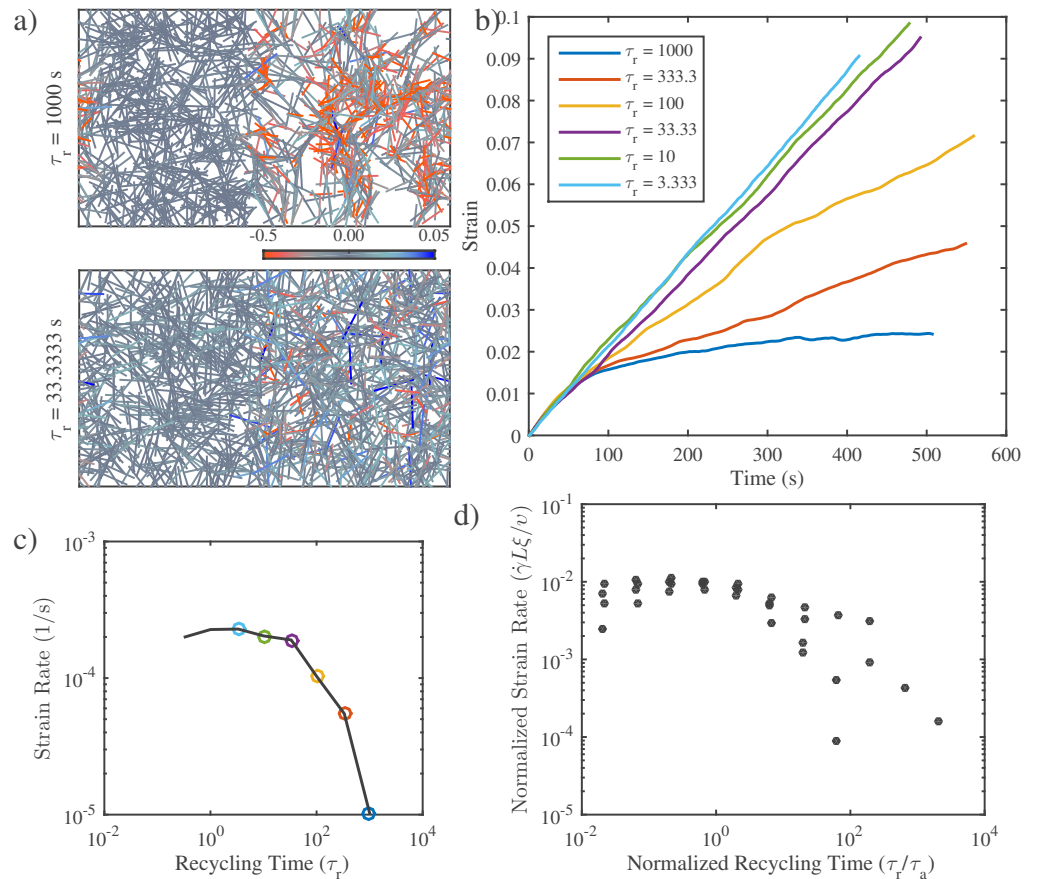 a)
τr = 1000 s
-0.5 0.00 0.05
τr = 33.3333 s
b)
Strain
0.1
0.09
0.08
0.07
0.06
0.05
0.04
0.03
0.02
0.01
0
τr = 1000
τr = 333.3
τr = 100
τr = 33.33
τr = 10
τr = 3.333
0 100 200 300 400 500 600
Time (s)
c)
Strain Rate (1/s)
10^-3
10^-4
10^-5
10^-2 10^0 10^2 10^4
Recycling Time (τr)
d)
Normalized Strain Rate (γ̇Lξ/υ)
10^-1
10^-2
10^-3
10^-4
10^-5
10^-2 10^0 10^2 10^4
Normalized Recycling Time (τr/τa)